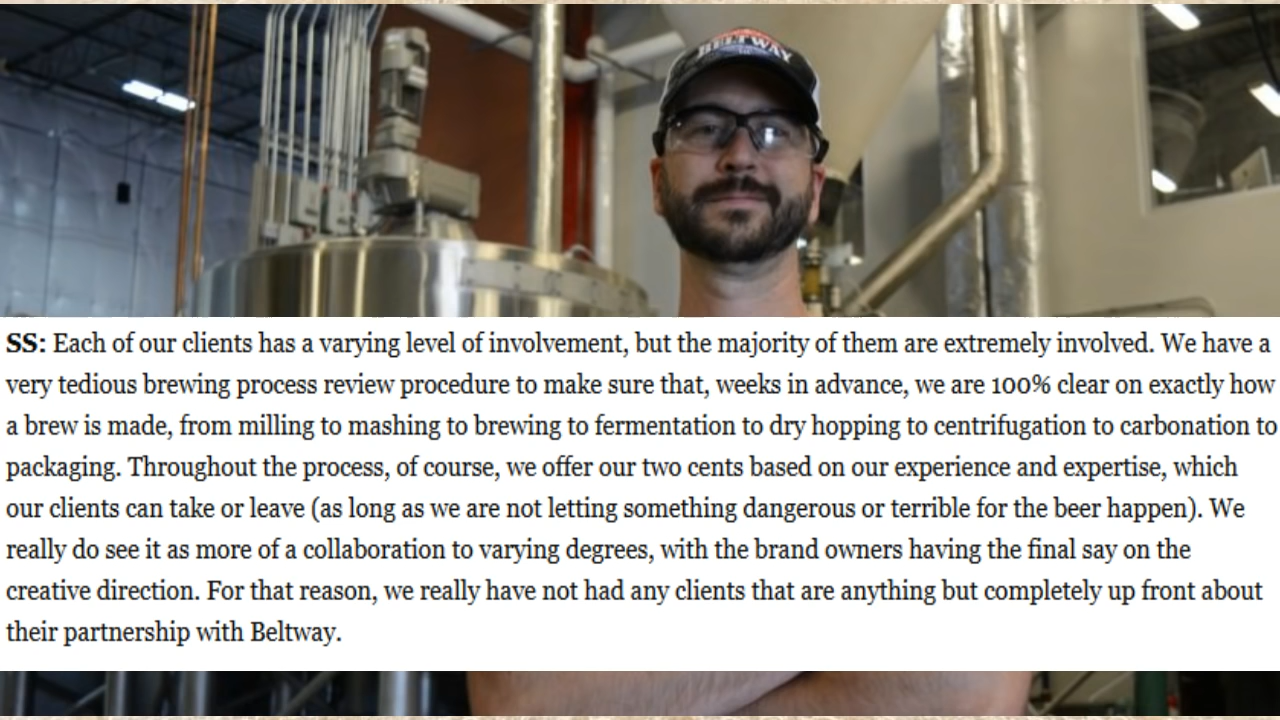 BELTWAY
SS: Each of our clients has a varying level of involvement, but the majority of them are extremely involved. We have a
very tedious brewing process review procedure to make sure that, weeks in advance, we are 100% clear on exactly how
a brew is made, from milling to mashing to brewing to fermentation to dry hopping to centrifugation to carbonation to
packaging. Throughout the process, of course, we offer our two cents based on our experience and expertise, which
our clients can take or leave (as long as we are not letting something dangerous or terrible for the beer happen). We
really do see it as more of a collaboration to varying degrees, with the brand owners having the final say on the
creative direction. For that reason, we really have not had any clients that are anything but completely up front about
their partnership with Beltway.